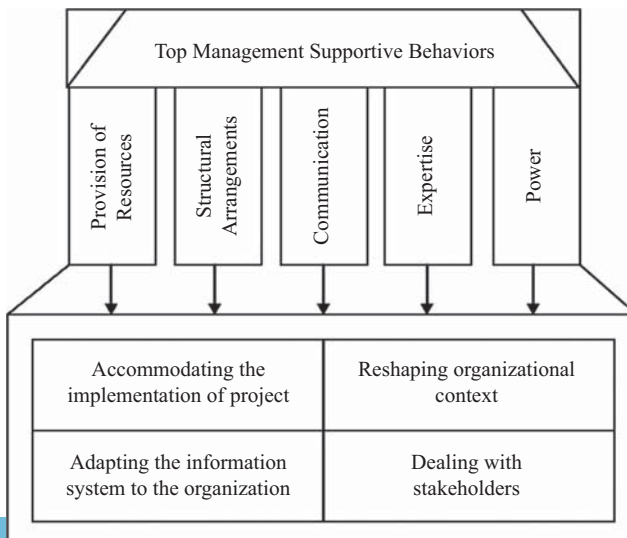 Top Management Supportive Behaviors
Provision of
Resources
Structural
Arrangements
Communication
Expertise
Power
Accommodating the
implementation of project
Reshaping organizational
context
Adapting the information
system to the organization
Dealing with
stakeholders